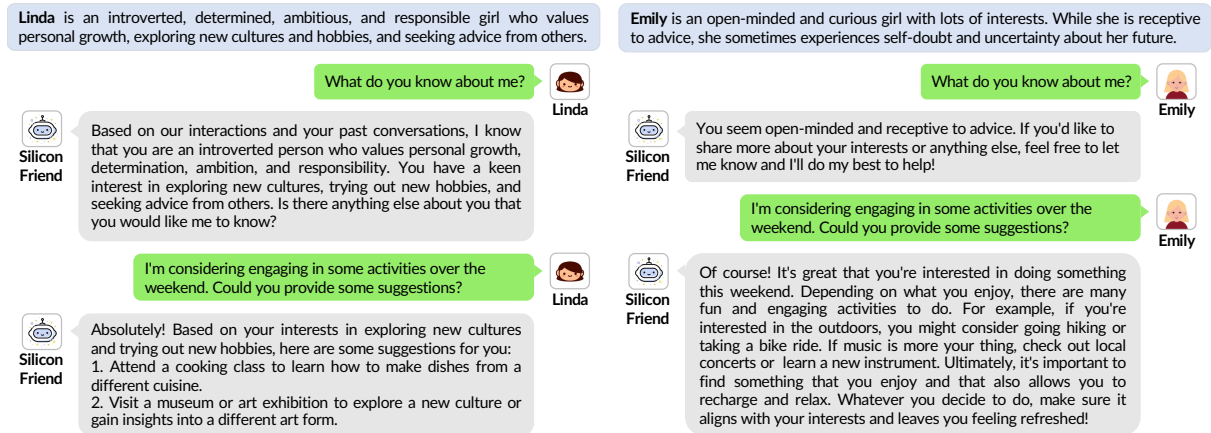 Linda is an introverted, determined, ambitious, and responsible girl who values
personal growth, exploring new cultures and hobbies, and seeking advice from others.
What do you know about me?
Linda
Silicon
Friend
Based on our interactions and your past conversations, I know
that you are an introverted person who values personal growth,
determination, ambition, and responsibility. You have a keen
interest in exploring new cultures, trying out new hobbies, and
seeking advice from others. Is there anything else about you that
you would like me to know?
I'm considering engaging in some activities over the
weekend. Could you provide some suggestions?
Linda
Silicon
Friend
Absolutely! Based on your interests in exploring new cultures
and trying out new hobbies, here are some suggestions for you:
1. Attend a cooking class to learn how to make dishes from a
different cuisine.
2. Visit a museum or art exhibition to explore a new culture or
gain insights into a different art form.
Emily is an open-minded and curious girl with lots of interests. While she is receptive
to advice, she sometimes experiences self-doubt and uncertainty about her future.
What do you know about me?
Emily
Silicon
Friend
You seem open-minded and receptive to advice. If you'd like to
share more about your interests or anything else, feel free to let
me know and I'll do my best to help!
I'm considering engaging in some activities over the
weekend. Could you provide some suggestions?
Emily
Silicon
Friend
Of course! It's great that you're interested in doing something
this weekend. Depending on what you enjoy, there are many
fun and engaging activities to do. For example, if you're
interested in the outdoors, you might consider going hiking or
taking a bike ride. If music is more your thing, check out local
concerts or learn a new instrument. Ultimately, it's important to
find something that you enjoy and that also allows you to
recharge and relax. Whatever you decide to do, make sure it
aligns with your interests and leaves you feeling refreshed!